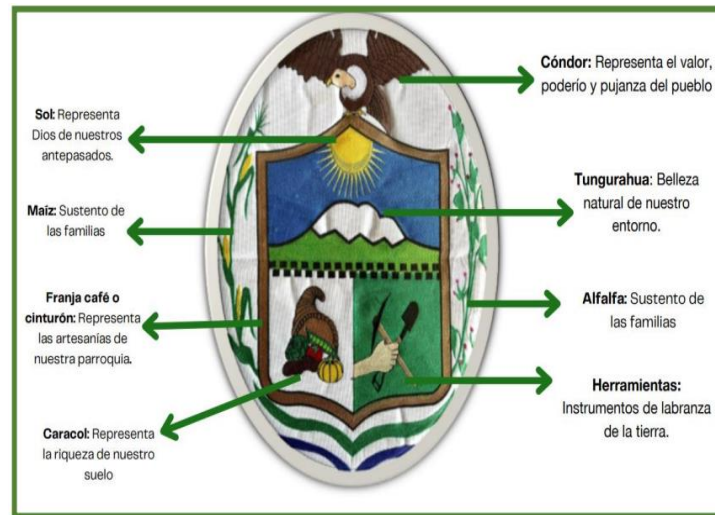 Cóndor: Representa el valor,
poderío y pujanza del pueblo
Sol: Representa
Dios de nuestros
antepasados.
Maíz: Sustento de
las familias
Tungurahua: Belleza
natural de nuestro
entorno.
Franja café o
cinturón: Representa
las artesanías de
nuestra parroquia.
Alfalfa: Sustento de
las familias
Herramientas:
Instrumentos de labranza
de la tierra.
Caracol: Representa
la riqueza de nuestro
suelo